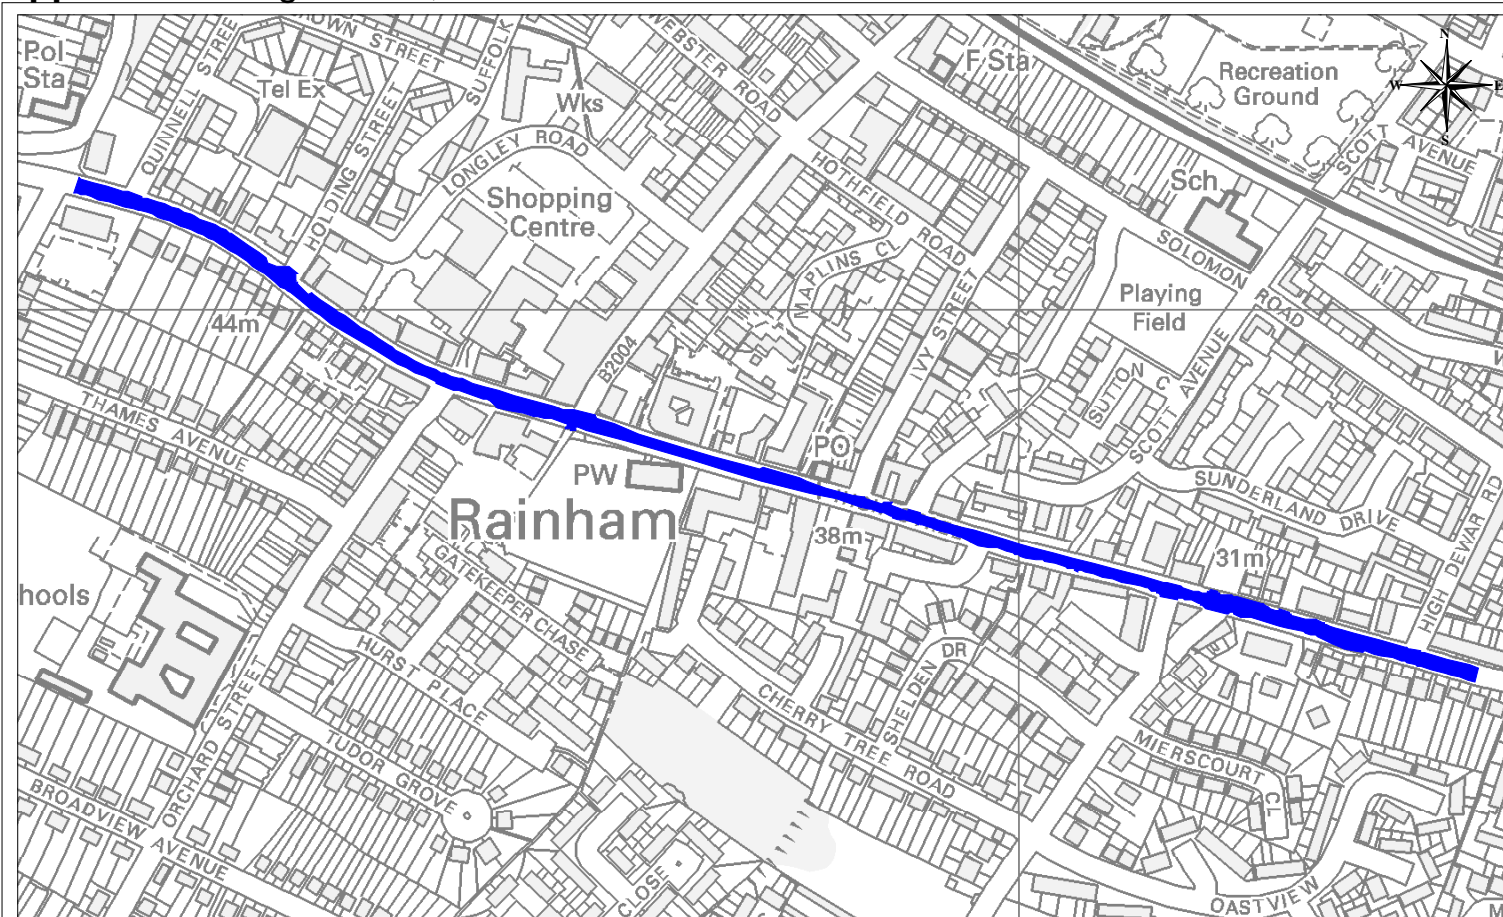 Pol
Sta
QUINNELL STREE
OWN STREET
Tel Ex
HOLDING STREET
SUFFOLK
LONGLEY ROAD
Wks
WEBSTER ROAD
F Sta
Recreation
Ground
N
W
E
S
SCOTT AVENUE
Shopping
Centre
HOTHFIELD ROAD
MAPLINS CL
Sch
SOLOMON ROAD
Playing
Field
44m
B2004
IVY STREET
SUTTON C
SCOTT AVENUE
THAMES AVENUE
PW
PO
Rainham
38m
SUNDERLAND DRIVE
31m
HIGH DEWAR RD
hools
GATEKEEPER CHASE
HURST PLACE
ORCHARD STREET
TUDOR GROVE
BROADVIEW AVENUE
SHELDEN DR
CHERRY TREE ROAD
MIERSCOURT CL
CLOSE
OASTVIEW